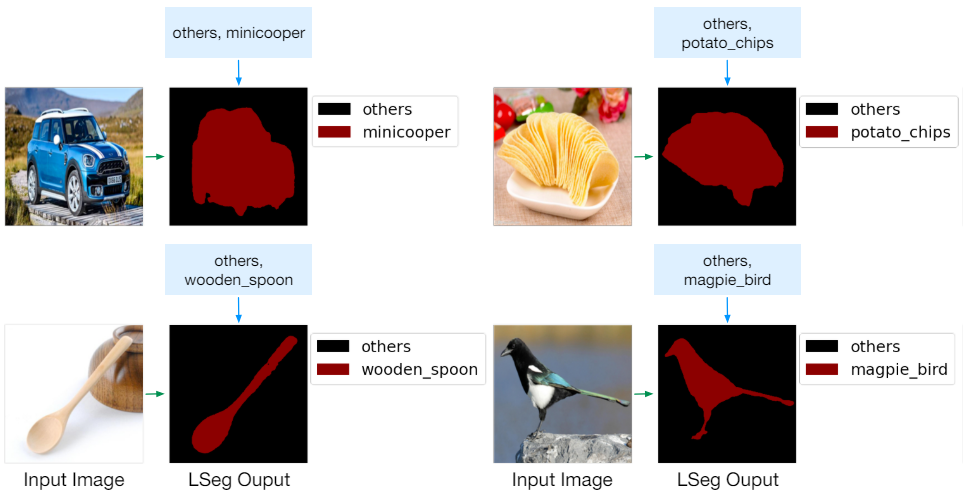 others, minicooper
others
minicooper
others,
potato_chips
others
potato_chips
others,
wooden_spoon
others
wooden_spoon
others,
magpie_bird
others
magpie_bird
Input Image
LSeg Ouput
Input Image
LSeg Ouput